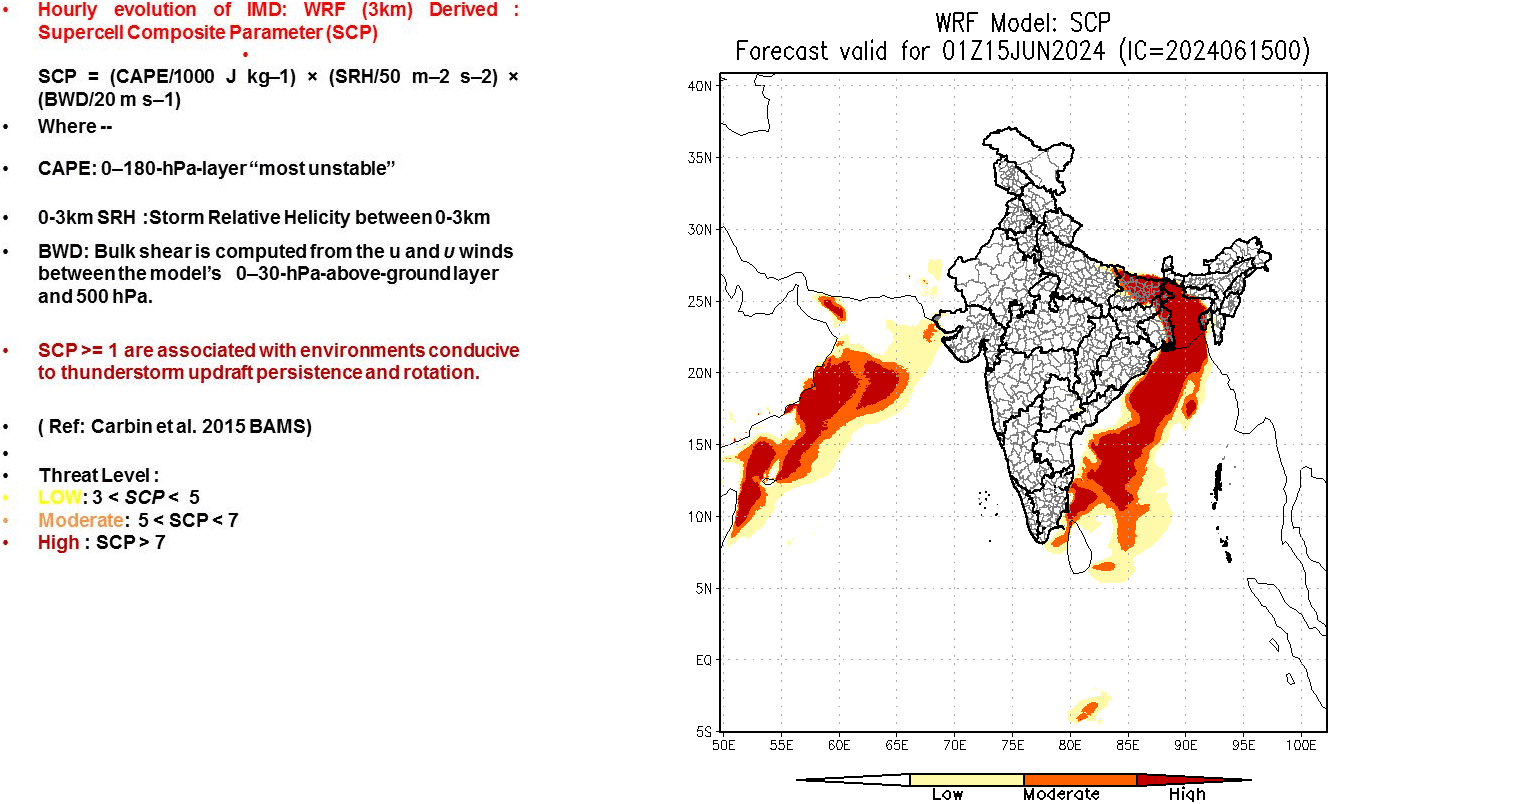 • Hourly evolution of IMD: WRF (3km) Derived :
Supercell Composite Parameter (SCP)
•
SCP = (CAPE/1000 J kg–1) × (SRH/50 m–2 s–2) ×
(BWD/20 m s–1)
• Where --
• CAPE: 0–180-hPa-layer “most unstable”
• 0-3km SRH :Storm Relative Helicity between 0-3km
• BWD: Bulk shear is computed from the u and υ winds
between the model’s 0–30-hPa-above-ground layer
and 500 hPa.
• SCP >= 1 are associated with environments conducive
to thunderstorm updraft persistence and rotation.
• ( Ref: Carbin et al. 2015 BAMS)
•
• Threat Level :
• LOW: 3 < SCP < 5
• Moderate: 5 < SCP < 7
• High : SCP > 7
WRF Model: SCP
Forecast valid for 01Z15JUN2024 (IC=2024061500)
40N
35N
30N
25N
20N
15N
10N
5N
EQ
5S
50E 55E 60E 65E 70E 75E 80E 85E 90E 95E 100E
Low Moderate High